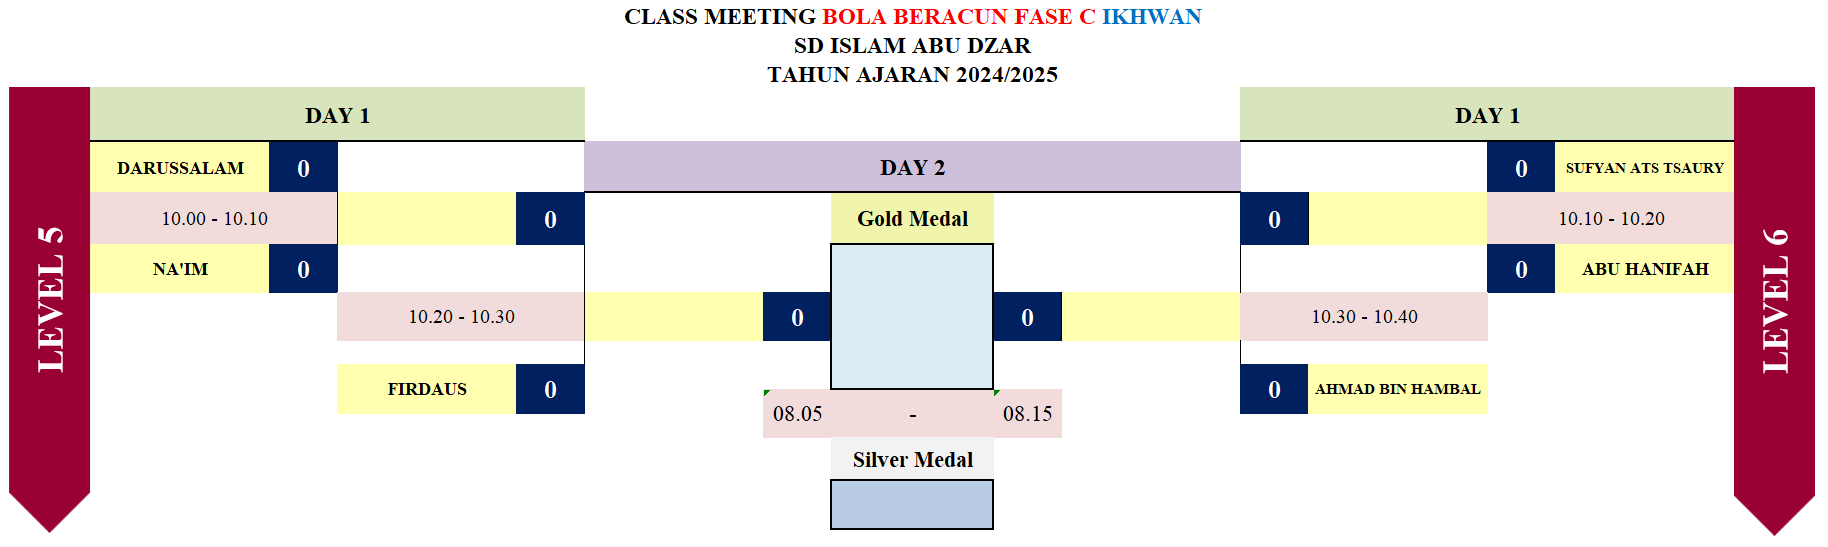 CLASS MEETING BOLA BERACUN FASE C IKHWAN
SD ISLAM ABU DZAR
TAHUN AJARAN 2024/2025
LEVEL 5
DAY 1
DAY 1
DAY 2
DARUSSALAM 0
0 SUFYAN ATS TSAURY
10.00 - 10.10
0
Gold Medal
0
10.10 - 10.20
NA'IM 0
0 ABU HANIFAH
10.20 - 10.30
0
0
10.30 - 10.40
FIRDAUS 0
0 AHMAD BIN HAMBAL
08.05 - 08.15
Silver Medal
LEVEL 6